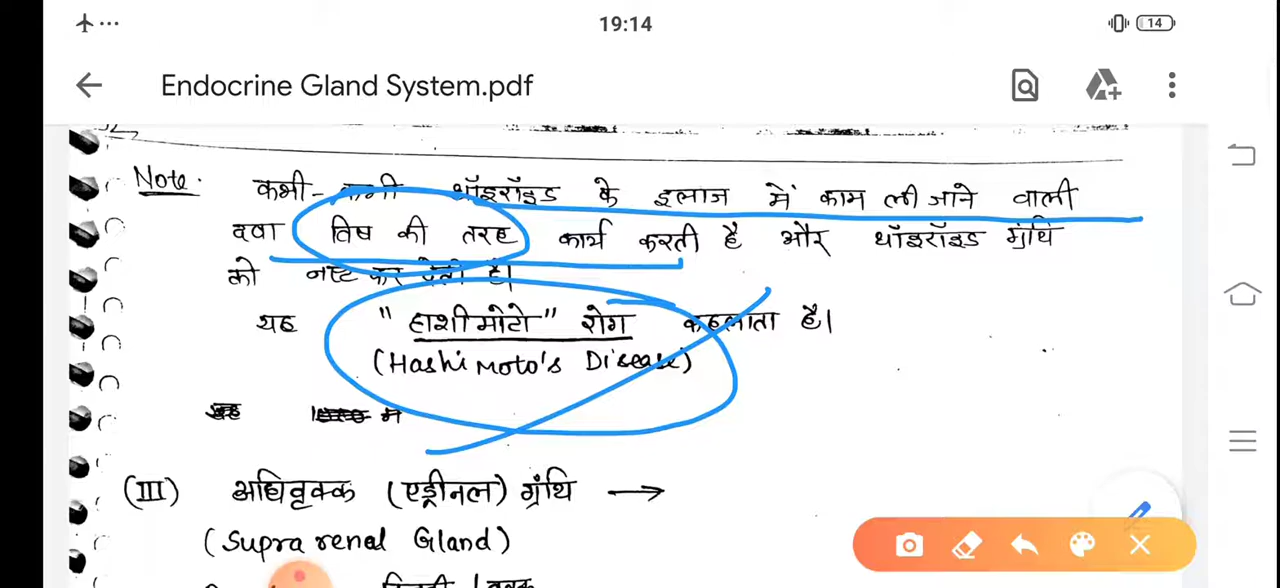 19:14
14
Endocrine Gland System.pdf
Note. कभी-कभी थॉइरॉइड के इलाज में काम ली जाने वाली
दवा विष की तरह कार्य करती है और थॉइरॉइड ग्रंथि
को नष्ट कर देती है।
यह "हाशीमोटो" रोग कहलाता है।
(Hashimoto's Disease)
(III) अधिवृक्क (एड्रीनल) ग्रंथि →
(Supra renal Gland)